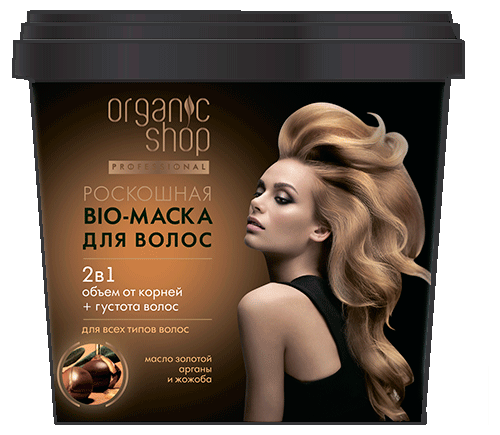 organic
shop
PROFESSIONAL
РОСКОШНАЯ
BIO-МАСКА
ДЛЯ ВОЛОС
2в1
объем от корней
+ густота волос
для всех типов волос
масло золотой
арганы
и жожоба